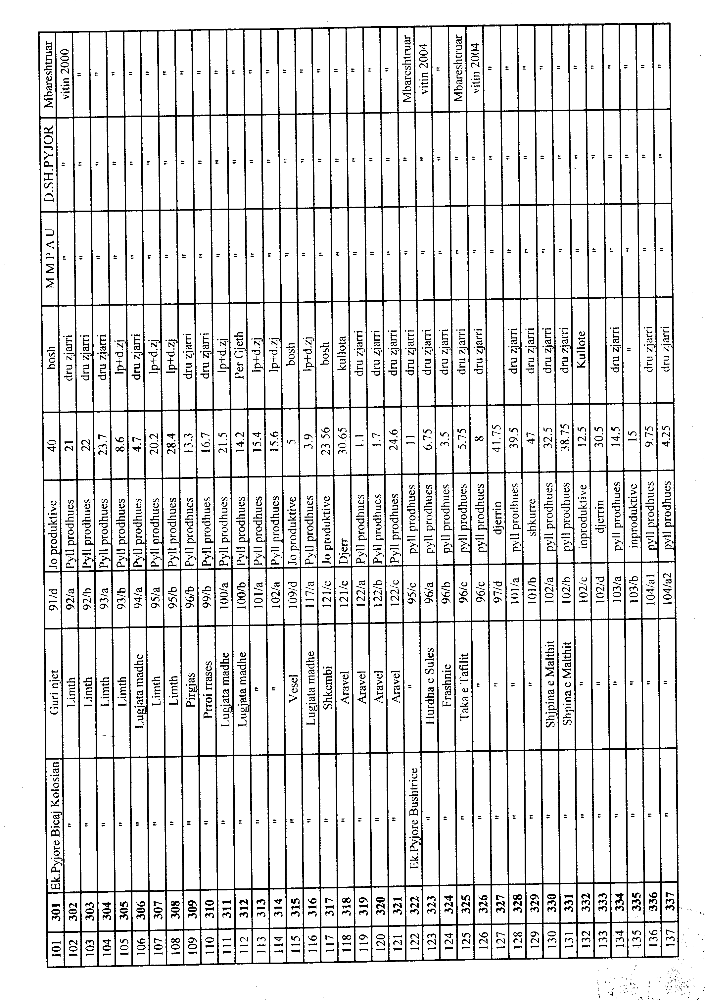 101 301 Ek.Pyjore Bicaj Kolosian Guri njet 91/d Jo produktive 40 bosh M M P A U D.SH.PYJOR Mbareshtruar
102 302 " Limth 92/a Pyll prodhues 21 dru zjarri " " vitin 2000
103 303 " Limth 92/b Pyll prodhues 22 dru zjarri " " "
104 304 " Limth 93/a Pyll prodhues 23.7 dru zjarri " " "
105 305 " Limth 93/b Pyll prodhues 8.6 lp+d.zj " " "
106 306 " Lugjata madhe 94/a Pyll prodhues 4.7 dru zjarri " " "
107 307 " Limth 95/a Pyll prodhues 20.2 lp+d.zj " " "
108 308 " Limth 95/b Pyll prodhues 28.4 lp+d.zj " " "
109 309 " Pirgjas 96/b Pyll prodhues 13.3 dru zjarri " " "
110 310 " Prroi rrases 99/b Pyll prodhues 16.7 dru zjarri " " "
111 311 " Lugjata madhe 100/a Pyll prodhues 21.5 lp+d.zj " " "
112 312 " Lugjata madhe 100/b Pyll prodhues 14.2 Per Gjeth " " "
113 313 " " 101/a Pyll prodhues 15.4 lp+d.zj " " "
114 314 " " 102/a Pyll prodhues 15.6 lp+d.zj " " "
115 315 " Vesel 109/d Jo produktive 5 bosh " " "
116 316 " Lugjata madhe 117/a Pyll prodhues 3.9 lp+d.zj " " "
117 317 " Shkembi 121/c Jo produktive 23.56 bosh " " "
118 318 " Aravel 121/e Djerr 30.65 kullota " " "
119 319 " Aravel 122/a Pyll prodhues 1.1 dru zjarri " " "
120 320 " Aravel 122/b Pyll prodhues 1.7 dru zjarri " " "
121 321 " Aravel 122/c Pyll prodhues 24.6 dru zjarri " " "
122 322 Ek.Pyjore Bushtrice " 95/c pyll prodhues 11 dru zjarri " " Mbareshtruar
123 323 " Hurdha e Sules 96/a pyll prodhues 6.75 dru zjarri " " vitin 2004
124 324 " Frashnie 96/b pyll prodhues 3.5 dru zjarri " " "
125 325 " Taka e Tafilit 96/c pyll prodhues 5.75 dru zjarri " " Mbareshtruar
126 326 " " 96/c pyll prodhues 8 dru zjarri " " vitin 2004
127 327 " " 97/d djerrin 41.75 " " "
128 328 " " 101/a pyll prodhues 39.5 dru zjarri " " "
129 329 " " 101/b shkurre 47 dru zjarri " " "
130 330 " Shjpina e Malthit 102/a pyll prodhues 32.5 dru zjarri " " "
131 331 " Shpina e Malthit 102/b pyll prodhues 38.75 dru zjarri " " "
132 332 " " 102/c inproduktive 12.5 Kullote " " "
133 333 " " 102/d djerrin 30.5 " " "
134 334 " " 103/a pyll prodhues 14.5 dru zjarri " " "
135 335 " " 103/b inproduktive 15 " " " "
136 336 " " 104/a1 pyll prodhues 9.75 dru zjarri " " "
137 337 " " 104/a2 pyll prodhues 4.25 dru zjarri " " "